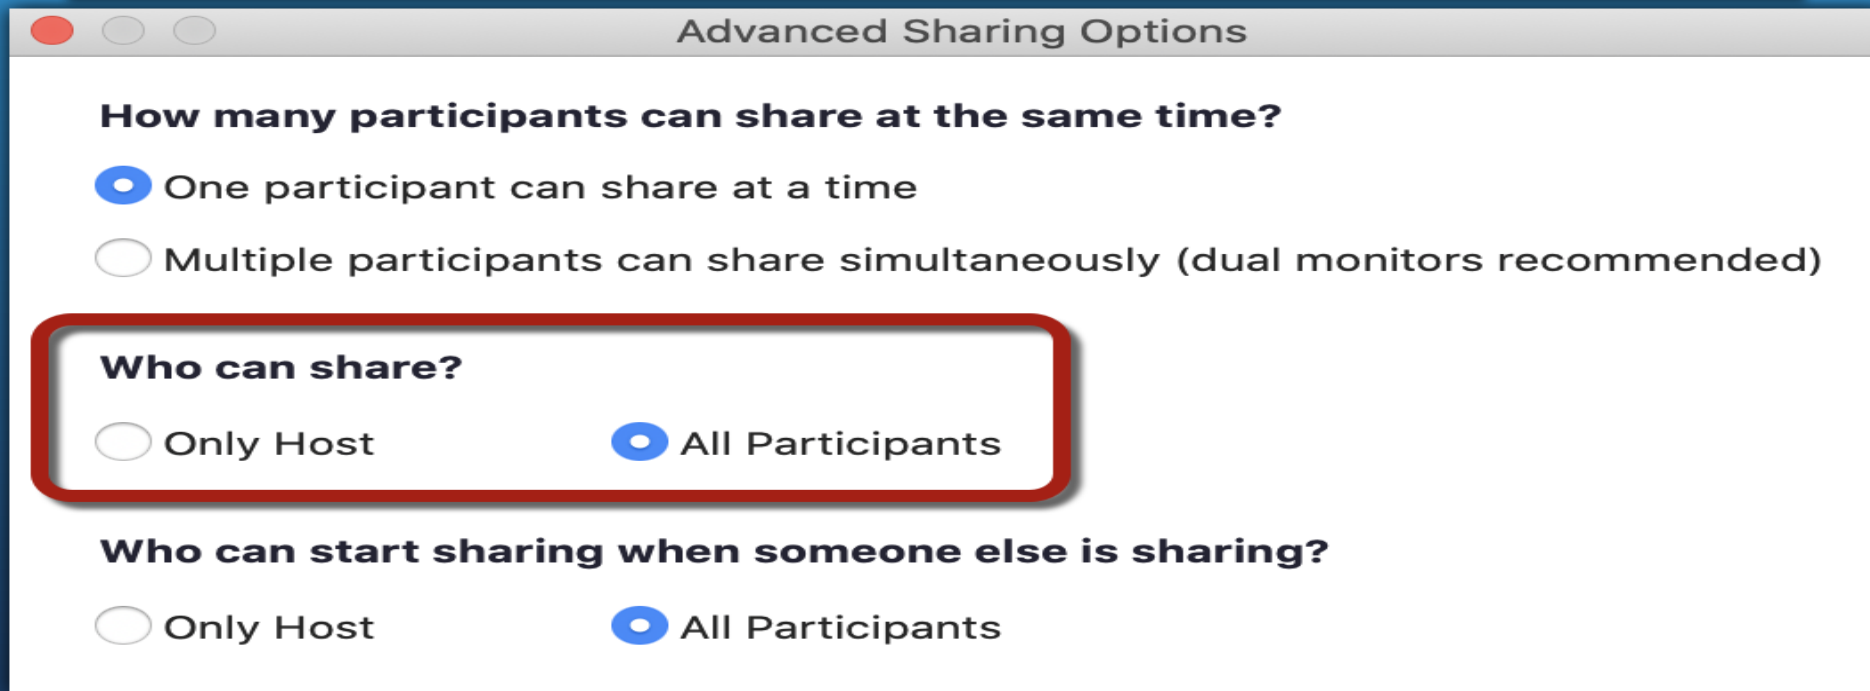 Advanced Sharing Options
How many participants can share at the same time?
One participant can share at a time
Multiple participants can share simultaneously (dual monitors recommended)
Who can share?
Only Host All Participants
Who can start sharing when someone else is sharing?
Only Host All Participants